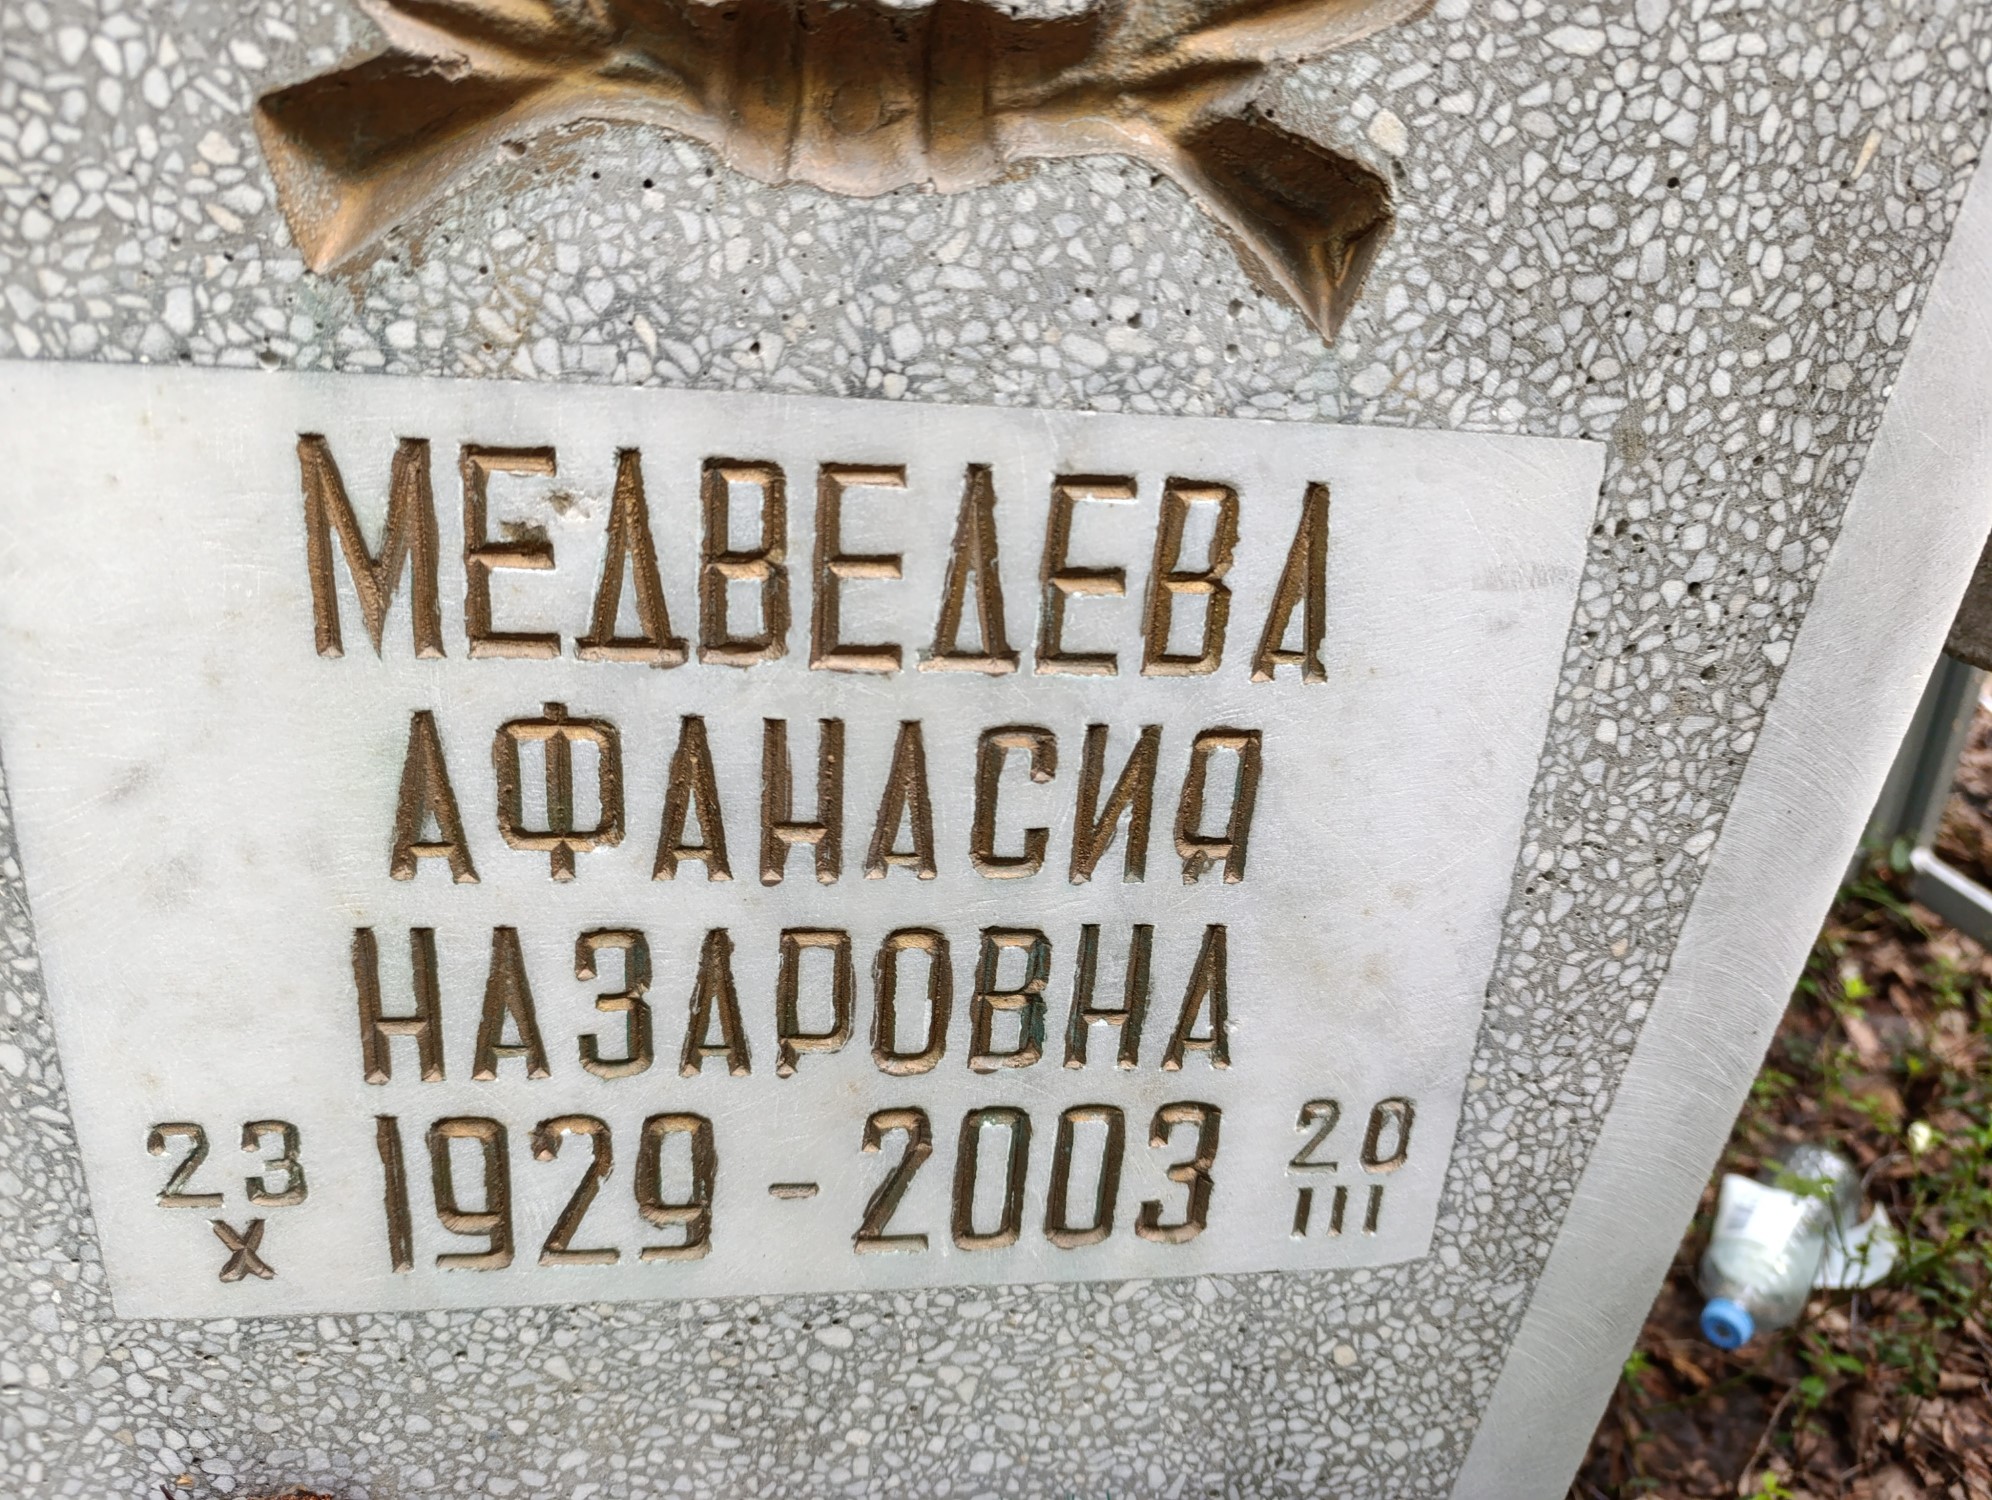 МЕДВЕДЕВА
АФАНАСИЯ
НАЗАРОВНА
23 1929 - 2003 20
X III